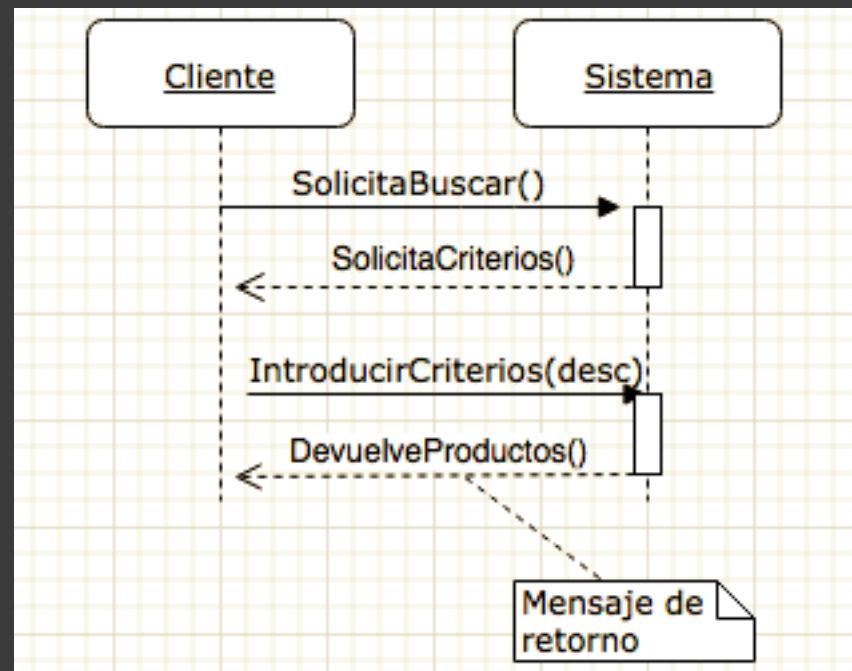 Cliente
Sistema
SolicitaBuscar()
SolicitaCriterios()
IntroducirCriterios(desc)
DevuelveProductos()
Mensaje de
retorno